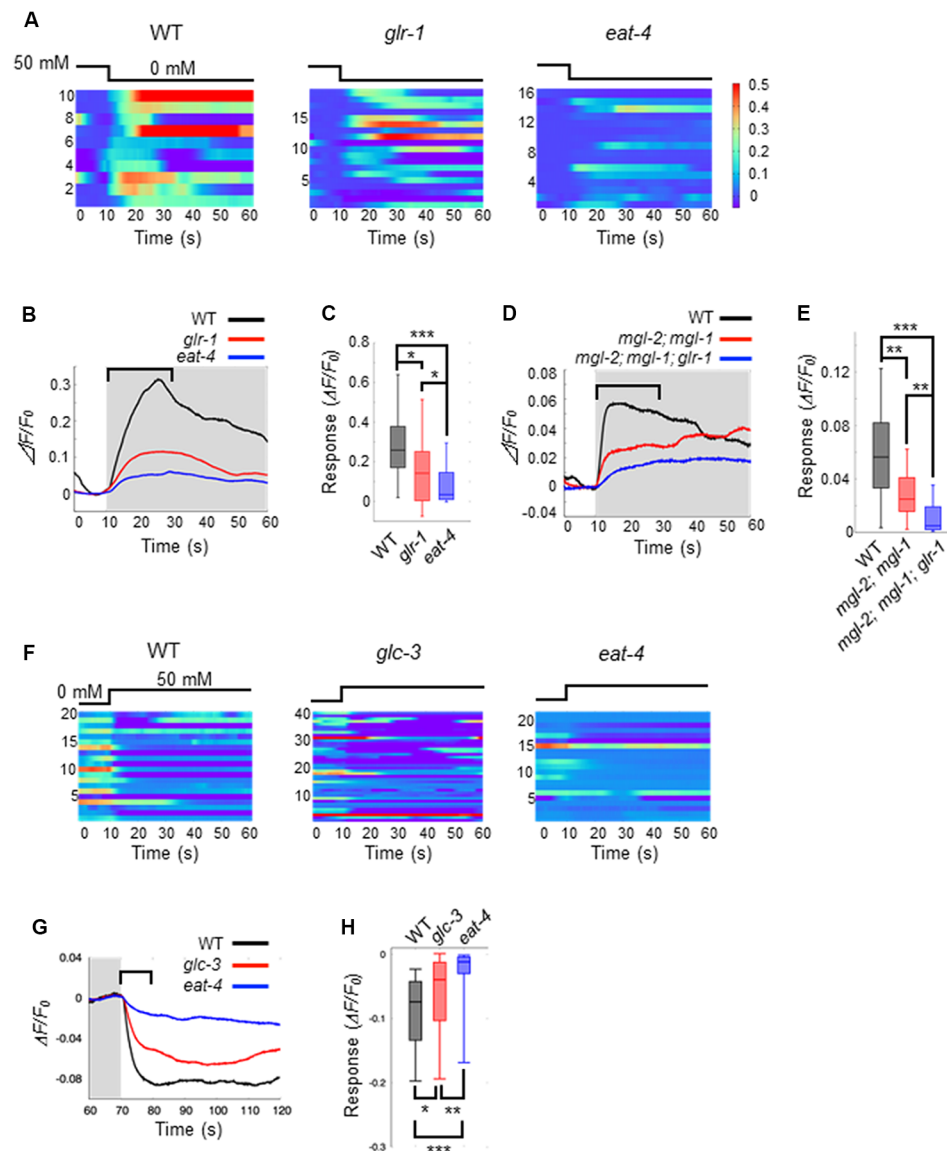 A
WT
glr-1
eat-4
50 mM
0 mM
10
8
6
4
2
0 10 20 30 40 50 60
Time (s)
15
10
5
0 10 20 30 40 50 60
Time (s)
16
12
8
4
0 10 20 30 40 50 60
Time (s)
0.5
0.4
0.3
0.2
0.1
0
B
WT
glr-1
eat-4
ΔF/F0
0.3
0.1
0
0 10 20 30 40 50 60
Time (s)
C
Response (ΔF/F0)
0.8
0.6
0.4
0.2
0
***
*
*
WT
glr-1
eat-4
D
WT
mgl-2; mgl-1
mgl-2; mgl-1; glr-1
ΔF/F0
0.08
0.06
0.04
0.02
0
-0.04
0 10 20 30 40 50 60
Time (s)
E
Response (ΔF/F0)
0.12
0.08
0.04
0
***
**
**
WT
mgl-2; mgl-1
mgl-2; mgl-1; glr-1
F
WT
glc-3
eat-4
0 mM
50 mM
20
15
10
5
0 10 20 30 40 50 60
Time (s)
40
30
20
10
0 10 20 30 40 50 60
Time (s)
20
15
10
5
0 10 20 30 40 50 60
Time (s)
G
WT
glc-3
eat-4
ΔF/F0
0.04
0
-0.04
-0.08
60 70 80 90 100 110 120
Time (s)
H
WT
glc-3
eat-4
Response (ΔF/F0)
0
-0.1
-0.2
-0.3
*
**
***